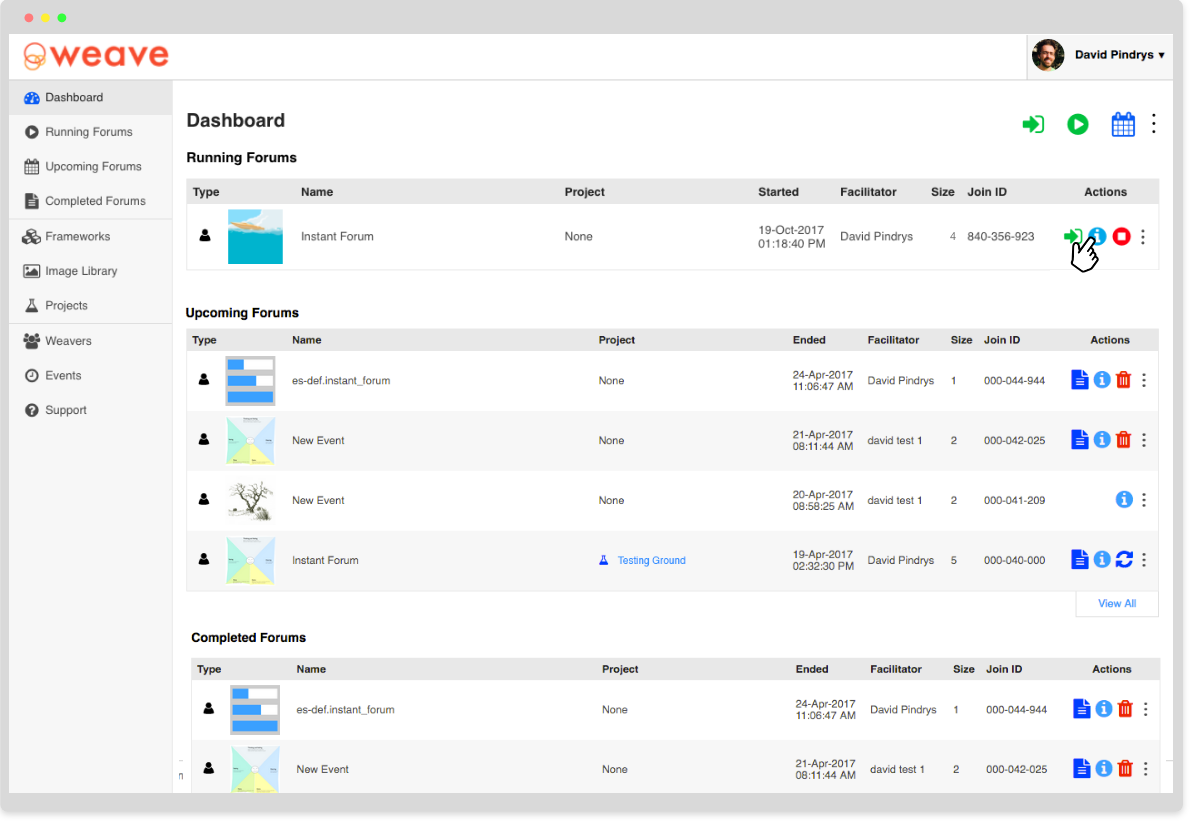 weave
David Pindrys ▾
Dashboard
Running Forums
Upcoming Forums
Completed Forums
Frameworks
Image Library
Projects
Weavers
Events
Support
Dashboard
Running Forums
Type Name Project Started Facilitator Size Join ID Actions
Instant Forum None 19-Oct-2017 01:18:40 PM David Pindrys 4 840-356-923
Upcoming Forums
Type Name Project Ended Facilitator Size Join ID Actions
es-def.instant_forum None 24-Apr-2017 11:06:47 AM David Pindrys 1 000-044-944
New Event None 21-Apr-2017 08:11:44 AM david test 1 2 000-042-025
New Event None 20-Apr-2017 08:58:25 AM david test 1 2 000-041-209
Instant Forum Testing Ground 19-Apr-2017 02:32:30 PM David Pindrys 5 000-040-000
View All
Completed Forums
Type Name Project Ended Facilitator Size Join ID Actions
es-def.instant_forum None 24-Apr-2017 11:06:47 AM David Pindrys 1 000-044-944
New Event None 21-Apr-2017 08:11:44 AM david test 1 2 000-042-025